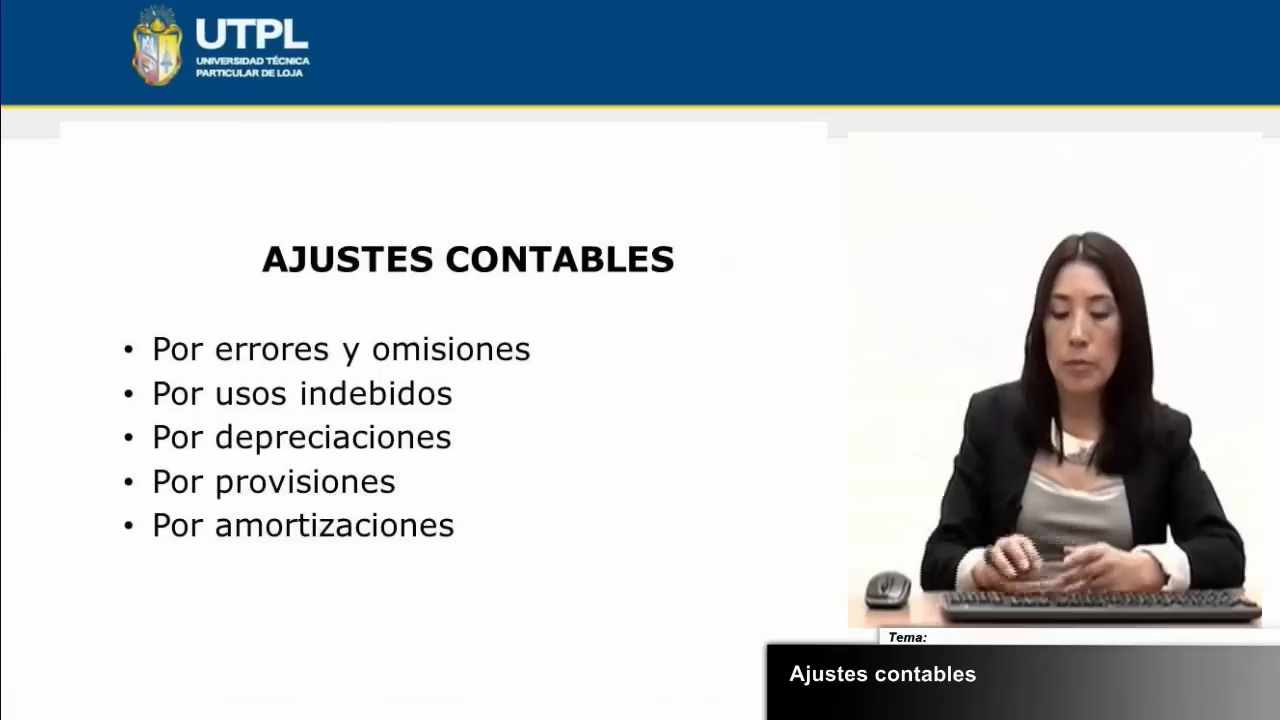 UTPL
UNIVERSIDAD TÉCNICA
PARTICULAR DE LOJA
AJUSTES CONTABLES
• Por errores y omisiones
• Por usos indebidos
• Por depreciaciones
• Por provisiones
• Por amortizaciones
Tema:
Ajustes contables